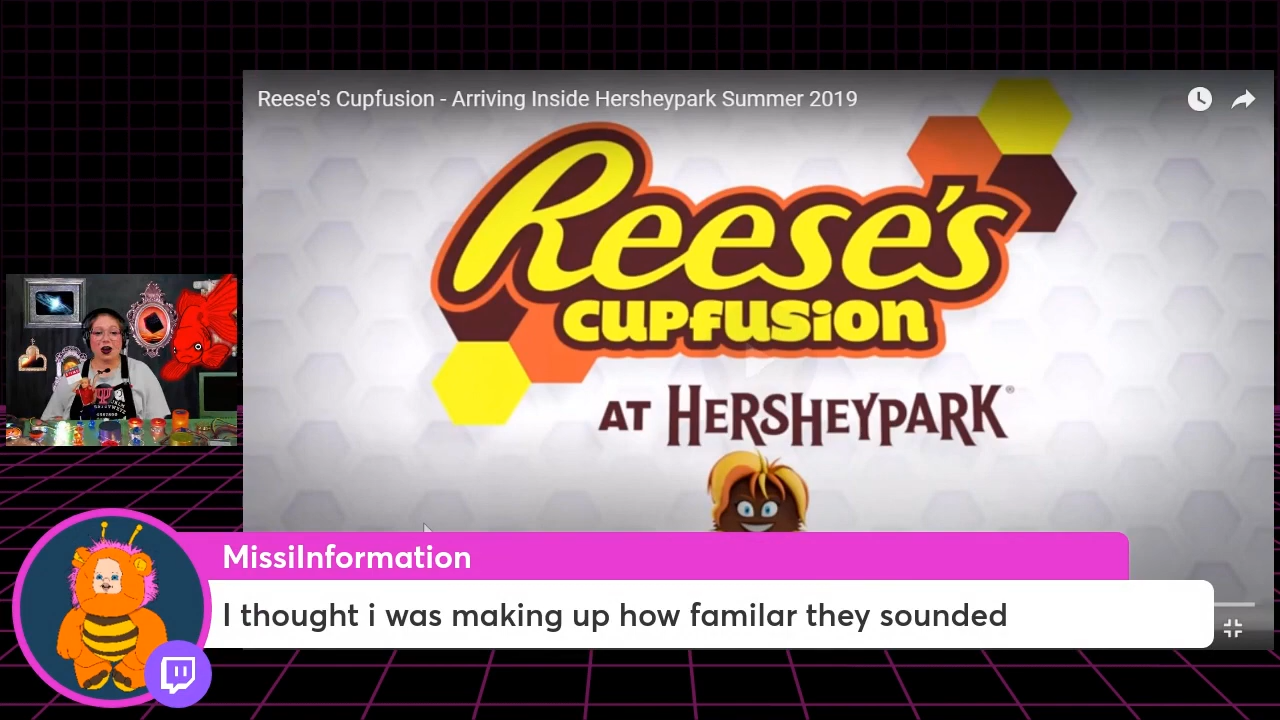 Reese's Cupfusion - Arriving Inside Hersheypark Summer 2019
Reese's
CUPFUSION
AT HERSHEYPARK®
MissiInformation
I thought i was making up how familar they sounded